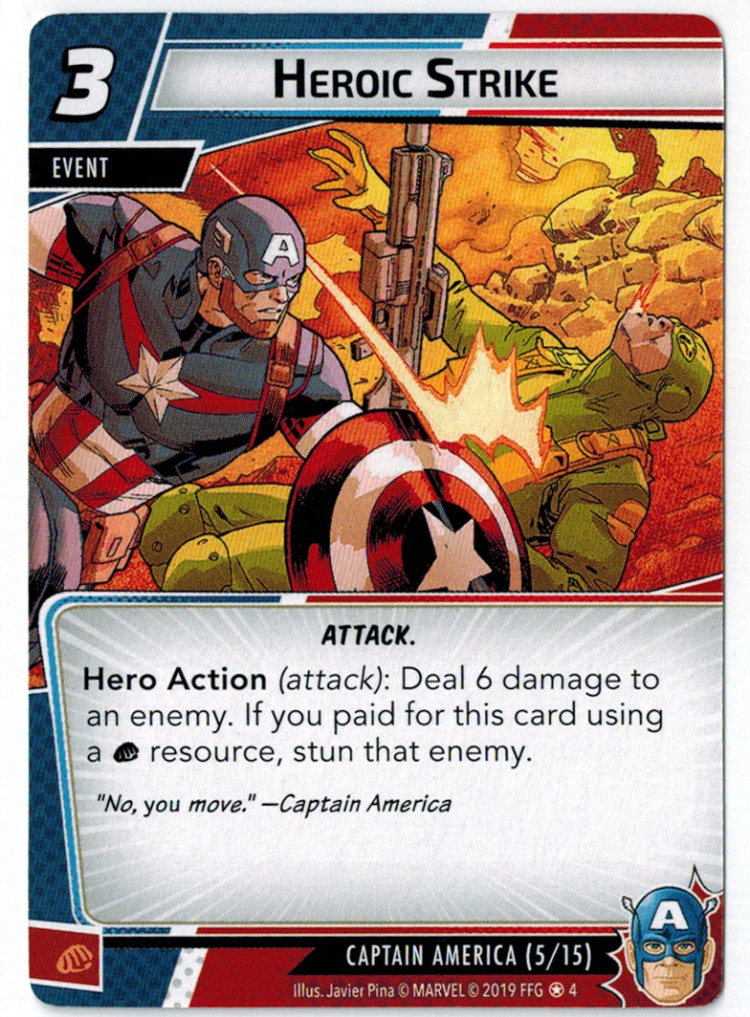 3
HEROIC STRIKE
EVENT
A
ATTACK.
Hero Action (attack): Deal 6 damage to
an enemy. If you paid for this card using
a resource, stun that enemy.
"No, you move." —Captain America
CAPTAIN AMERICA (5/15)
A
Illus. Javier Pina © MARVEL © 2019 FFG 4